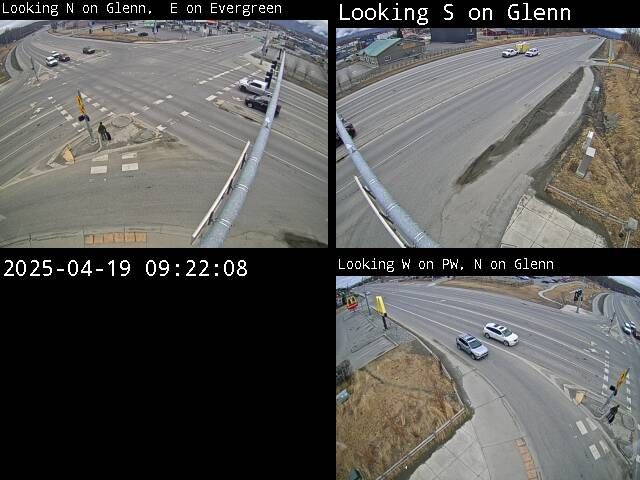 Looking N on Glenn,  E on Evergreen
Looking S on Glenn
2025-04-19 09:22:08
Looking W on PW, N on Glenn